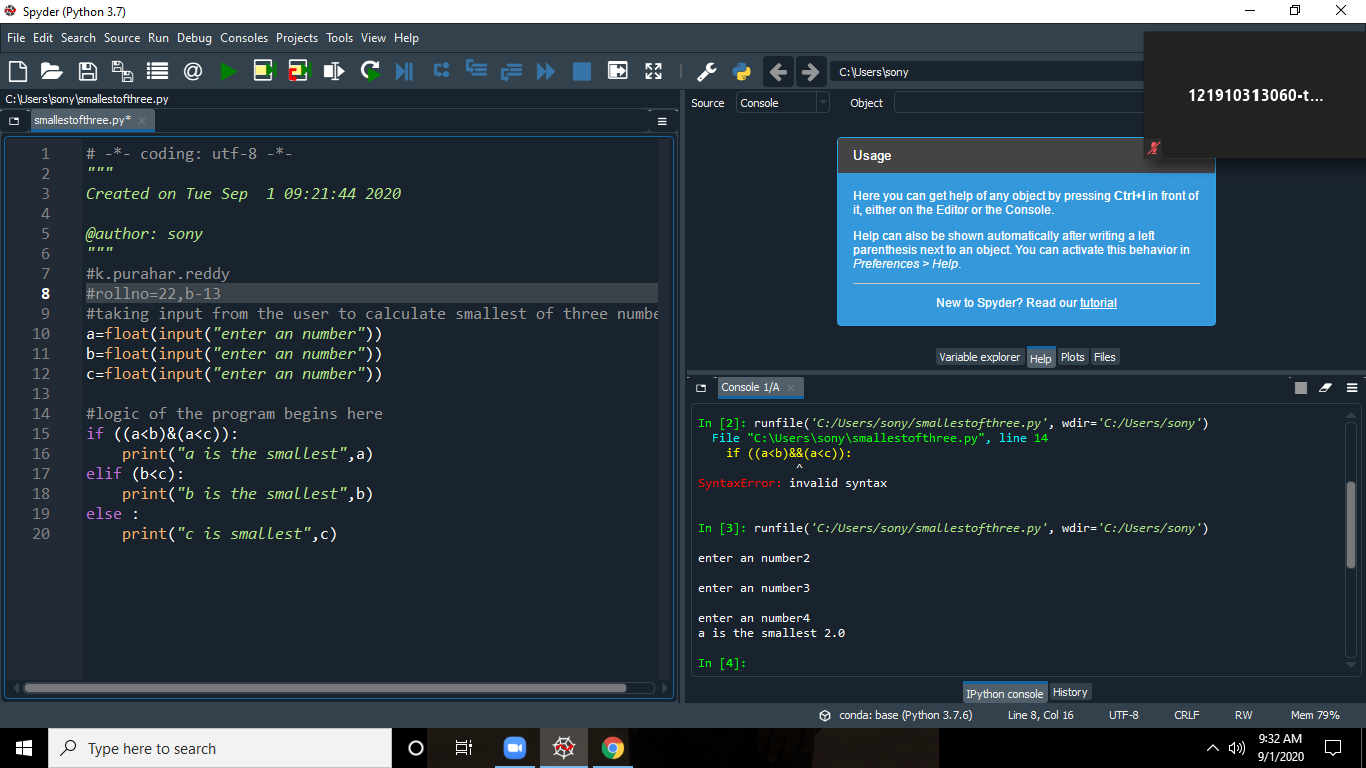 Spyder (Python 3.7)
File Edit Search Source Run Debug Consoles Projects Tools View Help
C:\Users\sony
121910313060-t...
C:\Users\sony\smallestofthree.py
Source Console Object
smallestofthree.py*
1 # -*- coding: utf-8 -*-
2 """
3 Created on Tue Sep  1 09:21:44 2020
4
5 @author: sony
6 """
7 #k.purahar.reddy
8 #rollno=22,b-13
9 #taking input from the user to calculate smallest of three numbe
10 a=float(input("enter an number"))
11 b=float(input("enter an number"))
12 c=float(input("enter an number"))
13
14 #logic of the program begins here
15 if ((a<b)&(a<c)):
16     print("a is the smallest",a)
17 elif (b<c):
18     print("b is the smallest",b)
19 else :
20     print("c is smallest",c)
Usage
Here you can get help of any object by pressing Ctrl+I in front of
it, either on the Editor or the Console.
Help can also be shown automatically after writing a left
parenthesis next to an object. You can activate this behavior in
Preferences > Help.
New to Spyder? Read our tutorial
Variable explorer Help Plots Files
Console 1/A
In [2]: runfile('C:/Users/sony/smallestofthree.py', wdir='C:/Users/sony')
  File "C:\Users\sony\smallestofthree.py", line 14
    if ((a<b)&&(a<c)):
              ^
SyntaxError: invalid syntax
In [3]: runfile('C:/Users/sony/smallestofthree.py', wdir='C:/Users/sony')
enter an number2
enter an number3
enter an number4
a is the smallest 2.0
In [4]:
IPython console History
conda: base (Python 3.7.6) Line 8, Col 16 UTF-8 CRLF RW Mem 79%
Type here to search
9:32 AM
9/1/2020